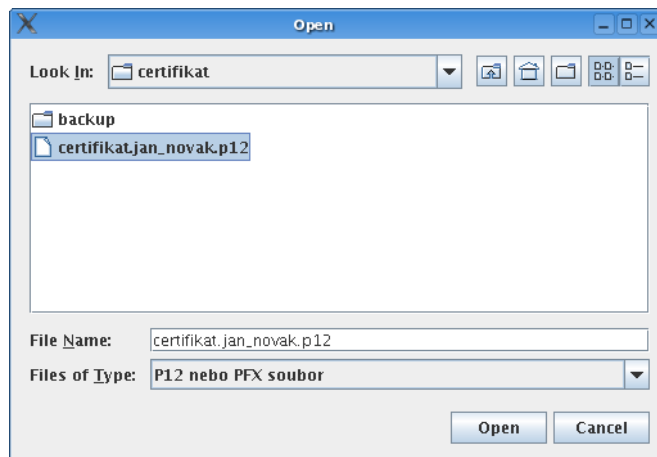 Open
Look In: certifikat
backup
certifikat.jan_novak.p12
File Name: certifikat.jan_novak.p12
Files of Type: P12 nebo PFX soubor
Open Cancel